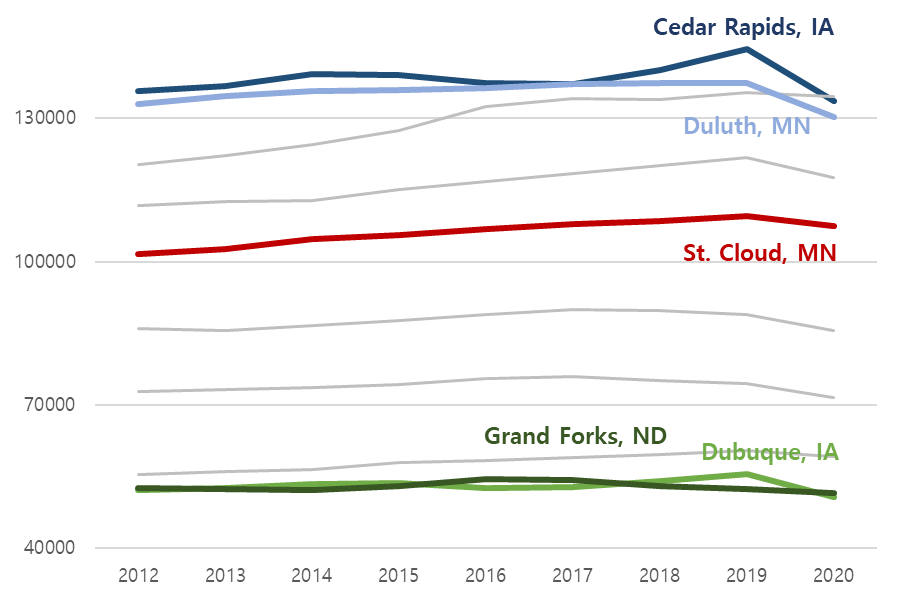 Cedar Rapids, IA
130000
Duluth, MN
St. Cloud, MN
100000
70000
Grand Forks, ND
Dubuque, IA
40000
2012 2013 2014 2015 2016 2017 2018 2019 2020